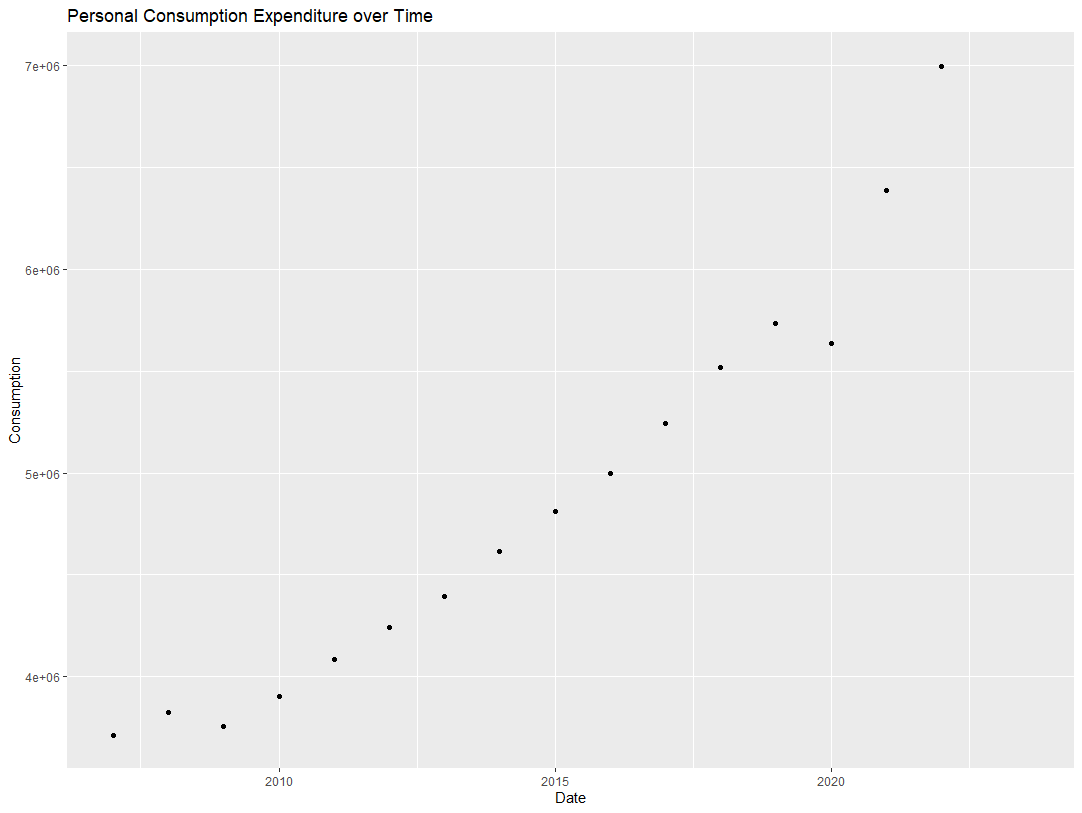 Personal Consumption Expenditure over Time
7e+06
6e+06
5e+06
4e+06
Consumption
2010 2015 2020
Date